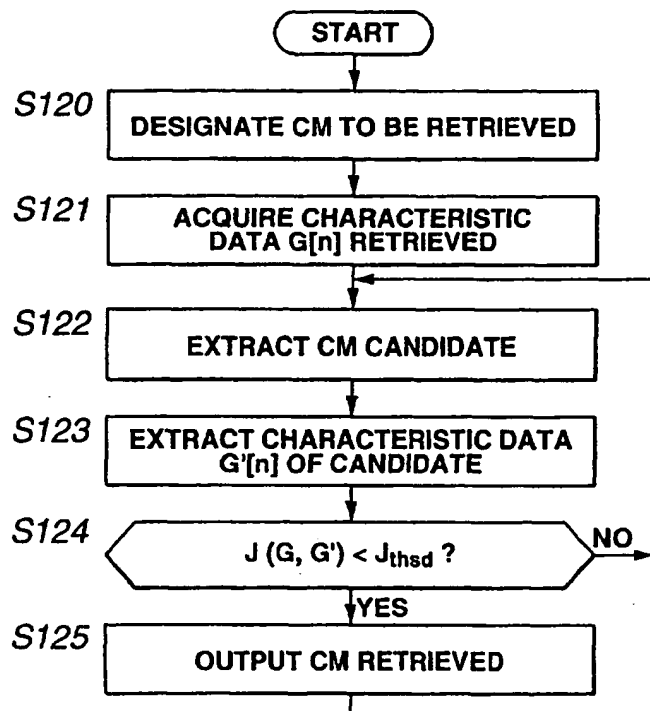 START
S120
DESIGNATE CM TO BE RETRIEVED
S121
ACQUIRE CHARACTERISTIC
DATA G[n] RETRIEVED
S122
EXTRACT CM CANDIDATE
S123
EXTRACT CHARACTERISTIC DATA
G'[n] OF CANDIDATE
S124
J (G, G') < Jthsd ?
NO
YES
S125
OUTPUT CM RETRIEVED